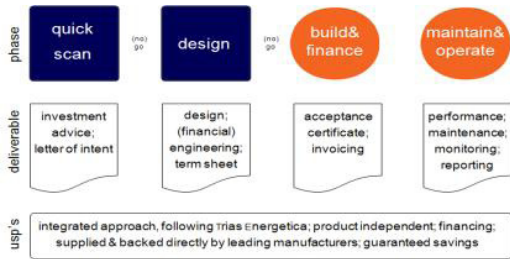 phase
quick
scan
(no)
go
design
(no)
go
build&
finance
maintain&
operate
deliverable
investment
advice;
letter of intent
design;
(financial)
engineering;
term sheet
acceptance
certificate;
invoicing
performance;
maintenance;
monitoring;
reporting
usp's
integrated approach, following Trias Energetica; product independent; financing;
supplied & backed directly by leading manufacturers; guaranteed savings